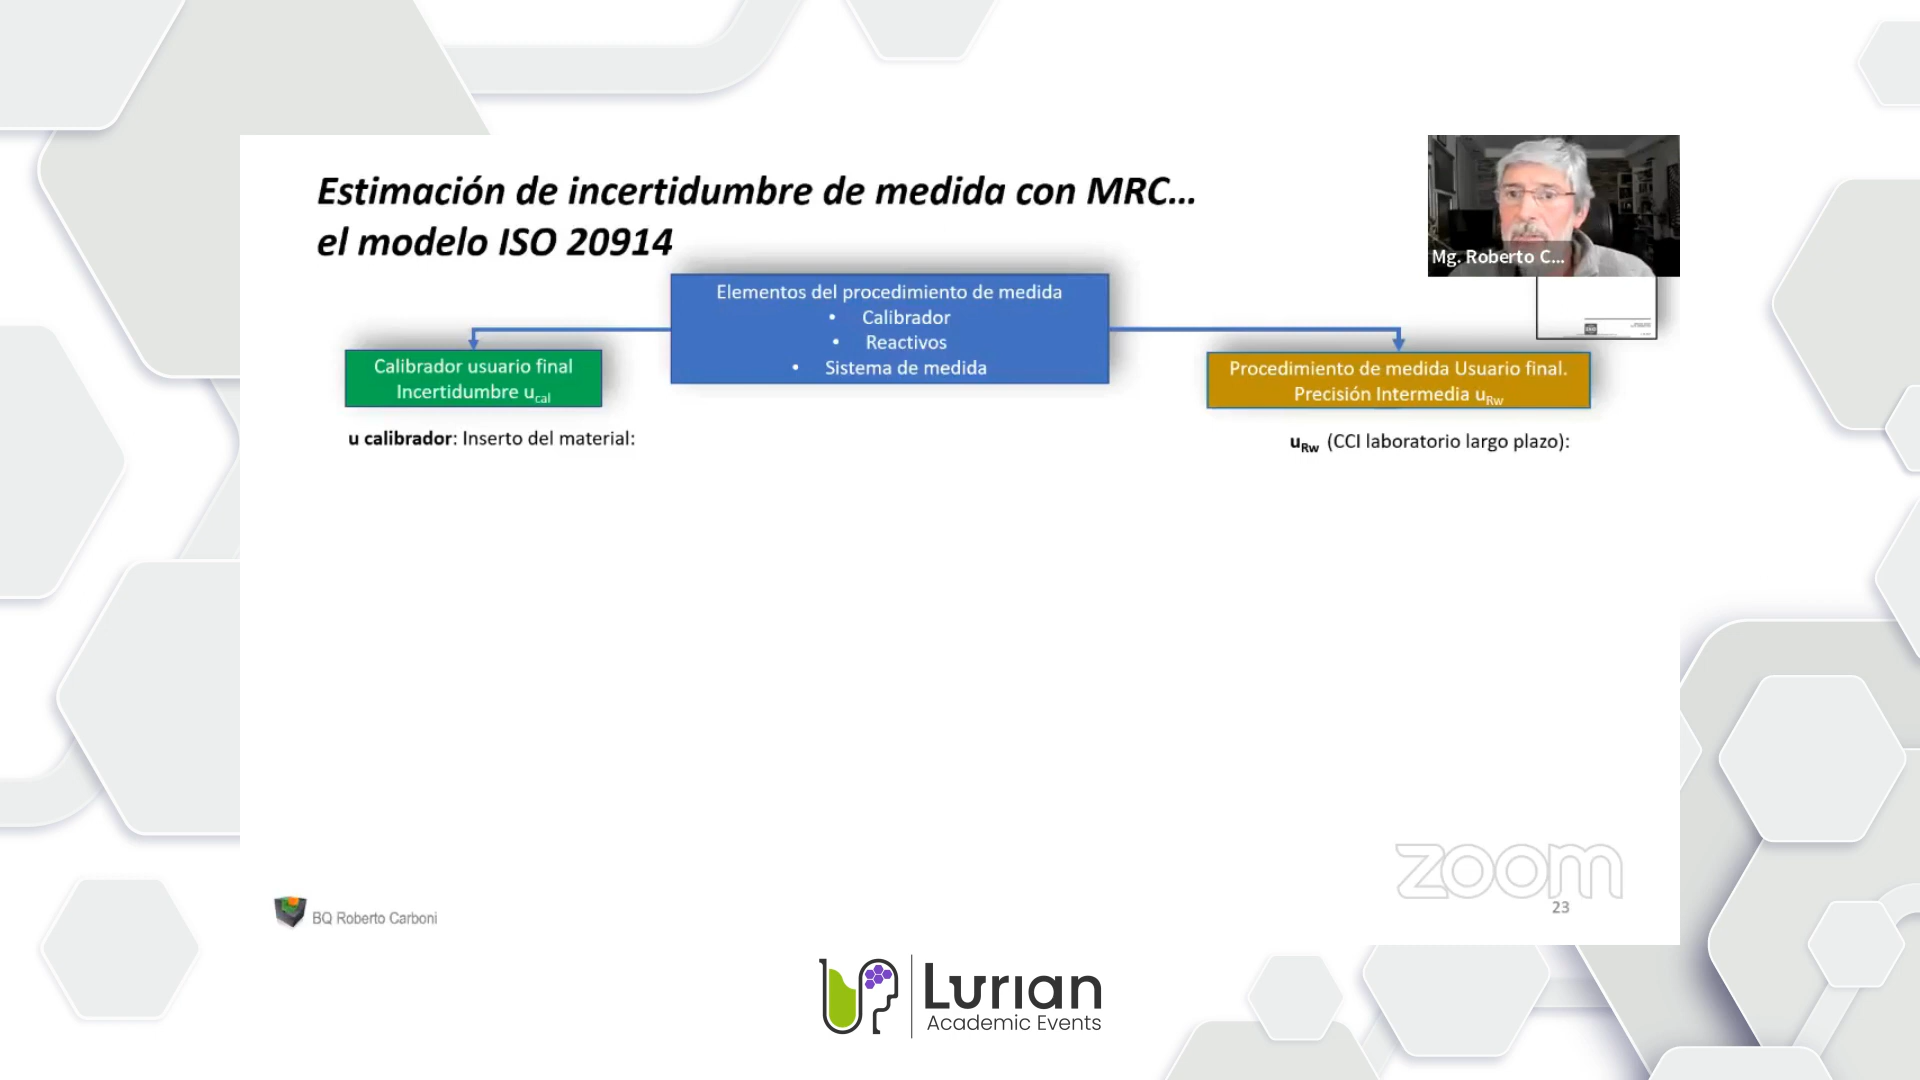 Estimación de incertidumbre de medida con MRC...
el modelo ISO 20914
Mg. Roberto C...
Elementos del procedimiento de medida
• Calibrador
• Reactivos
• Sistema de medida
Calibrador usuario final
Incertidumbre ucal
Procedimiento de medida Usuario final.
Precisión Intermedia uRw
u calibrador: Inserto del material:
uRw (CCI laboratorio largo plazo):
zoom
23
BQ Roberto Carboni
Lurian
Academic Events